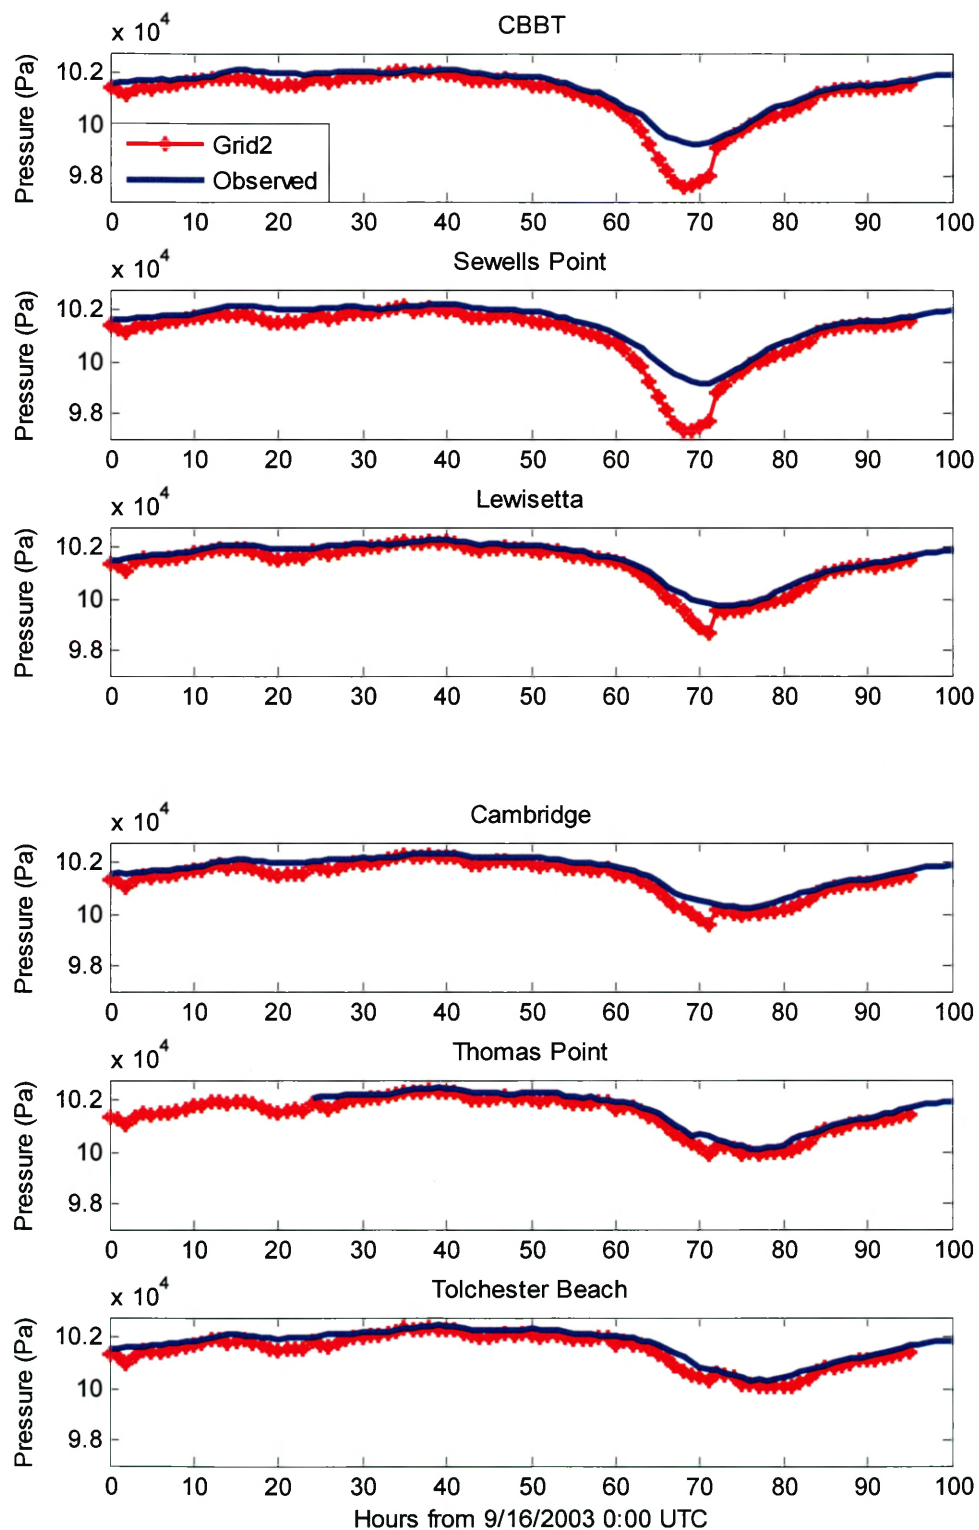 CBBT
x 10^4
Pressure (Pa)
10.2
10
9.8
Grid2
Observed
0 10 20 30 40 50 60 70 80 90 100
Sewells Point
x 10^4
Pressure (Pa)
10.2
10
9.8
0 10 20 30 40 50 60 70 80 90 100
Lewisetta
x 10^4
Pressure (Pa)
10.2
10
9.8
0 10 20 30 40 50 60 70 80 90 100
Cambridge
x 10^4
Pressure (Pa)
10.2
10
9.8
0 10 20 30 40 50 60 70 80 90 100
Thomas Point
x 10^4
Pressure (Pa)
10.2
10
9.8
0 10 20 30 40 50 60 70 80 90 100
Tolchester Beach
x 10^4
Pressure (Pa)
10.2
10
9.8
0 10 20 30 40 50 60 70 80 90 100
Hours from 9/16/2003 0:00 UTC